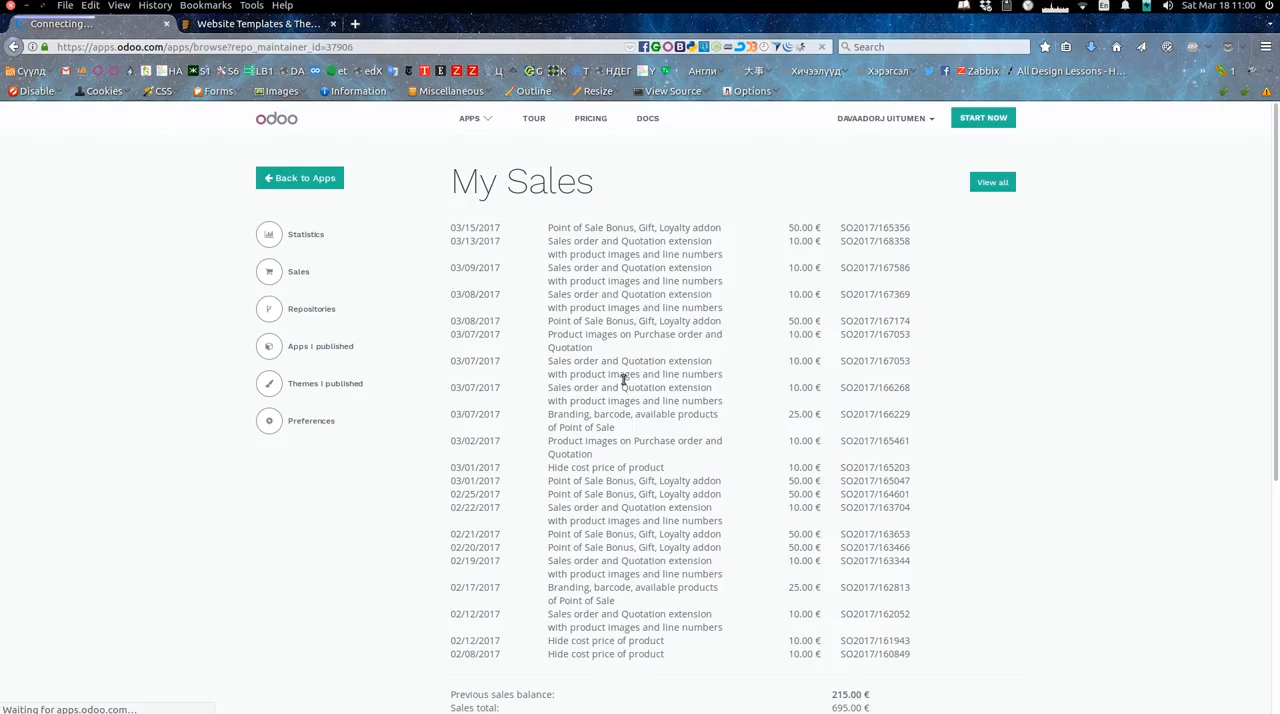 File Edit View History Bookmarks Tools Help
Sat Mar 18 11:00
Connecting...
Website Templates & The...
https://apps.odoo.com/apps/browse?repo_maintainer_id=37906
Search
Суулд НА S1 S6 LB1 DA et edX Ц G K T НДЕГ Y Англи 大事 Хичээлүүд Хэрэгсэл Zabbix All Design Lessons - H...
1
Disable Cookies CSS Forms Images Information Miscellaneous Outline Resize View Source Options
odoo
APPS TOUR PRICING DOCS
DAVAADORJ UITUMEN
START NOW
Back to Apps
Statistics
Sales
Repositories
Apps I published
Themes I published
Preferences
My Sales
View all
03/15/2017 Point of Sale Bonus, Gift, Loyalty addon 50.00 € SO2017/165356
03/13/2017 Sales order and Quotation extension 10.00 € SO2017/168358
with product images and line numbers
03/09/2017 Sales order and Quotation extension 10.00 € SO2017/167586
with product images and line numbers
03/08/2017 Sales order and Quotation extension 10.00 € SO2017/167369
with product images and line numbers
03/08/2017 Point of Sale Bonus, Gift, Loyalty addon 50.00 € SO2017/167174
03/07/2017 Product images on Purchase order and 10.00 € SO2017/167053
Quotation
03/07/2017 Sales order and Quotation extension 10.00 € SO2017/167053
with product images and line numbers
03/07/2017 Sales order and Quotation extension 10.00 € SO2017/166268
with product images and line numbers
03/07/2017 Branding, barcode, available products 25.00 € SO2017/166229
of Point of Sale
03/02/2017 Product images on Purchase order and 10.00 € SO2017/165461
Quotation
03/01/2017 Hide cost price of product 10.00 € SO2017/165203
03/01/2017 Point of Sale Bonus, Gift, Loyalty addon 50.00 € SO2017/165047
02/25/2017 Point of Sale Bonus, Gift, Loyalty addon 50.00 € SO2017/164601
02/22/2017 Sales order and Quotation extension 10.00 € SO2017/163704
with product images and line numbers
02/21/2017 Point of Sale Bonus, Gift, Loyalty addon 50.00 € SO2017/163653
02/20/2017 Point of Sale Bonus, Gift, Loyalty addon 50.00 € SO2017/163466
02/19/2017 Sales order and Quotation extension 10.00 € SO2017/163344
with product images and line numbers
02/17/2017 Branding, barcode, available products 25.00 € SO2017/162813
of Point of Sale
02/12/2017 Sales order and Quotation extension 10.00 € SO2017/162052
with product images and line numbers
02/12/2017 Hide cost price of product 10.00 € SO2017/161943
02/08/2017 Hide cost price of product 10.00 € SO2017/160849
Previous sales balance: 215.00 €
Sales total: 695.00 €
Waiting for apps.odoo.com...